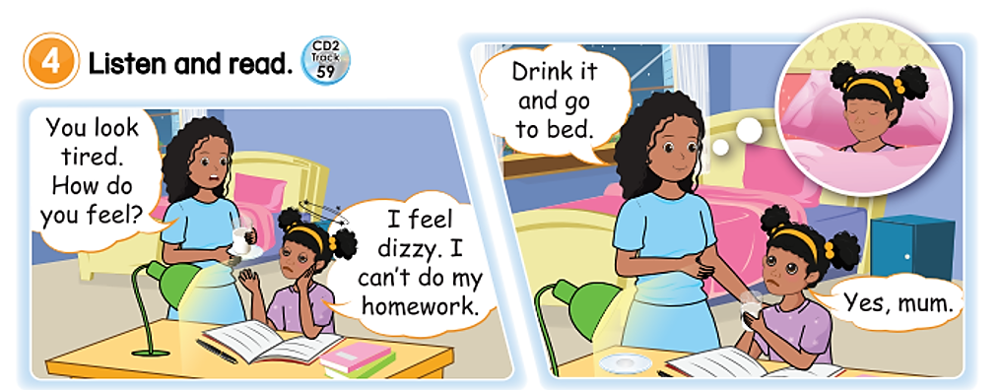 4 Listen and read.
CD2
Track
59
You look
tired.
How do
you feel?
I feel
dizzy. I
can't do my
homework.
Drink it
and go
to bed.
Yes, mum.